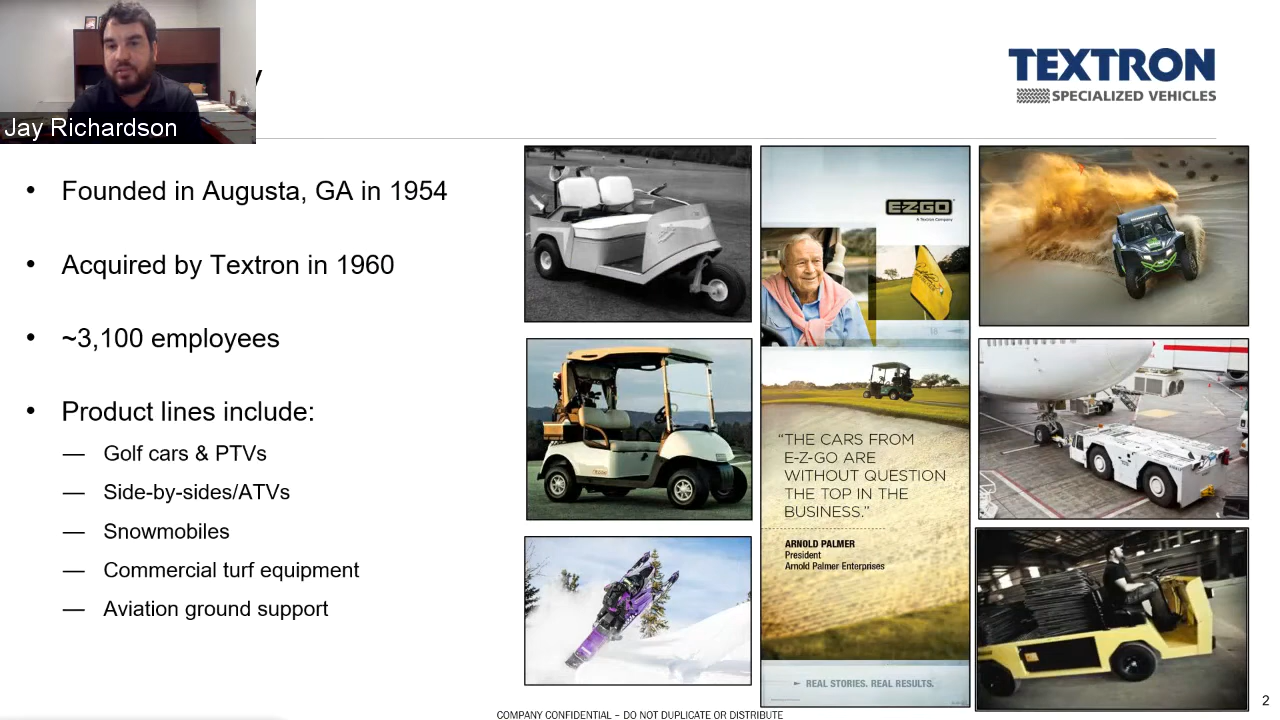 Jay Richardson
y
TEXTRON
SPECIALIZED VEHICLES
• Founded in Augusta, GA in 1954
• Acquired by Textron in 1960
• ~3,100 employees
• Product lines include:
— Golf cars & PTVs
— Side-by-sides/ATVs
— Snowmobiles
— Commercial turf equipment
— Aviation ground support
E-Z-GO
A Textron Company
“THE CARS FROM
E-Z-GO ARE
WITHOUT QUESTION
THE TOP IN THE
BUSINESS.”
ARNOLD PALMER
President
Arnold Palmer Enterprises
REAL STORIES. REAL RESULTS.
COMPANY CONFIDENTIAL – DO NOT DUPLICATE OR DISTRIBUTE
2